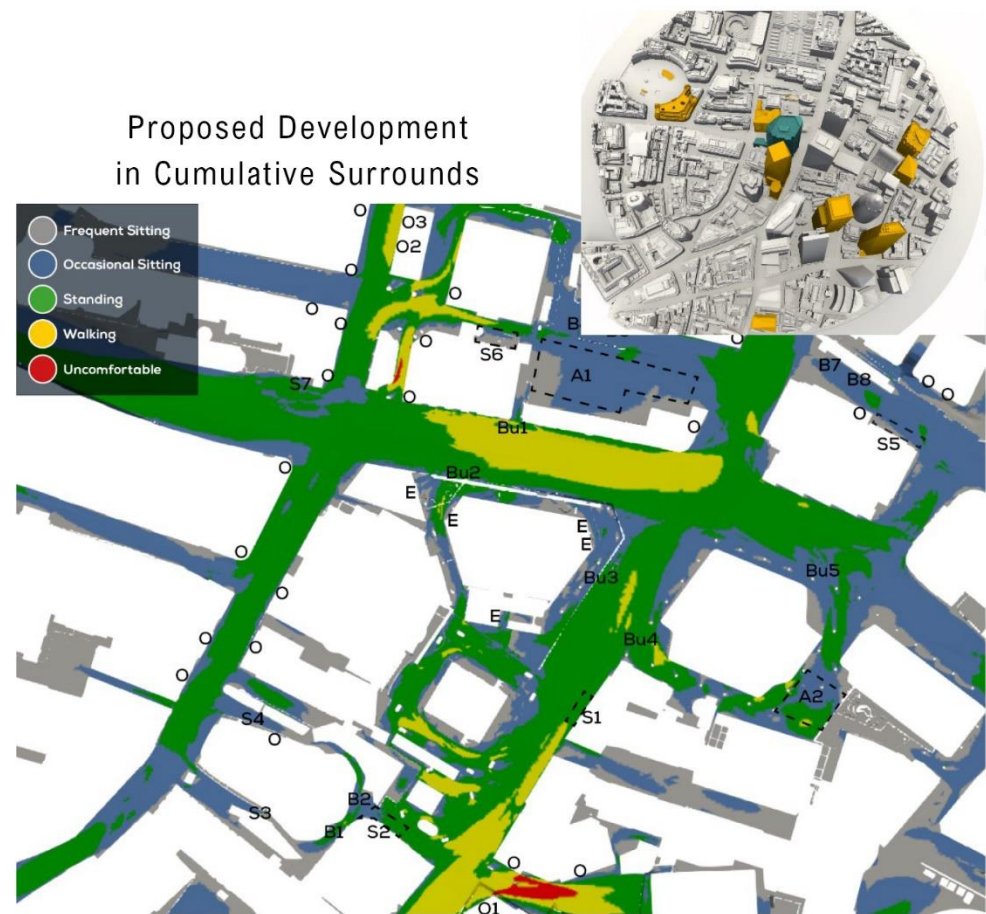 Proposed Development
in Cumulative Surrounds
Frequent Sitting
Occasional Sitting
Standing
Walking
Uncomfortable
O
O3
O2
O
O
O
O
O
S6
B
O
A1
B7
B8
O
O
S7
O
O
O
S5
Bu1
O
Bu2
O
E
E
E
E
O
Bu3
Bu5
O
E
Bu4
O
O
O
A2
S1
S4
O
B2
S3
B1
S2
O
O
O1